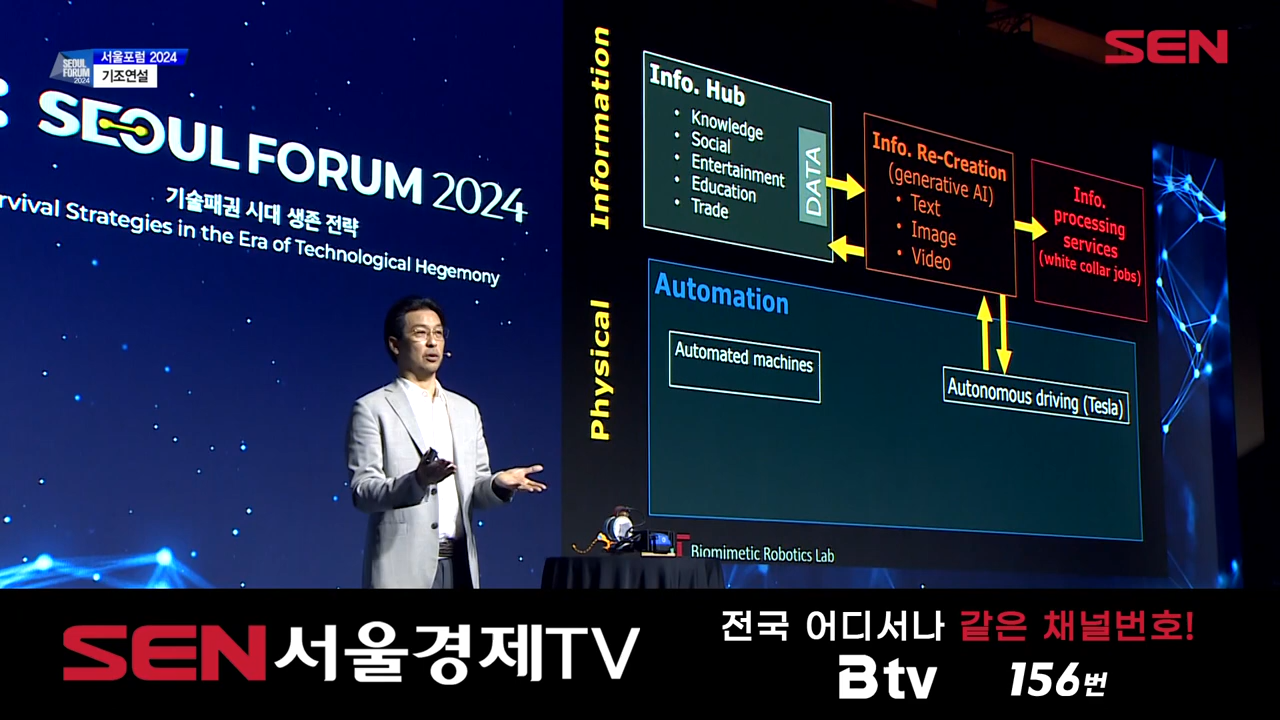 서울포럼 2024
SEOUL FORUM 2024
기조연설
SEN
: SEOUL FORUM 2024
기술패권 시대 생존 전략
rvival Strategies in the Era of Technological Hegemony
Information
Info. Hub
• Knowledge
• Social
• Entertainment
• Education
• Trade
DATA
Info. Re-Creation
(generative AI)
• Text
• Image
• Video
Info.
processing
services
(white collar jobs)
Physical
Automation
Automated machines
Autonomous driving (Tesla)
Biomimetic Robotics Lab
SEN서울경제TV
전국 어디서나 같은 채널번호!
B tv 156번